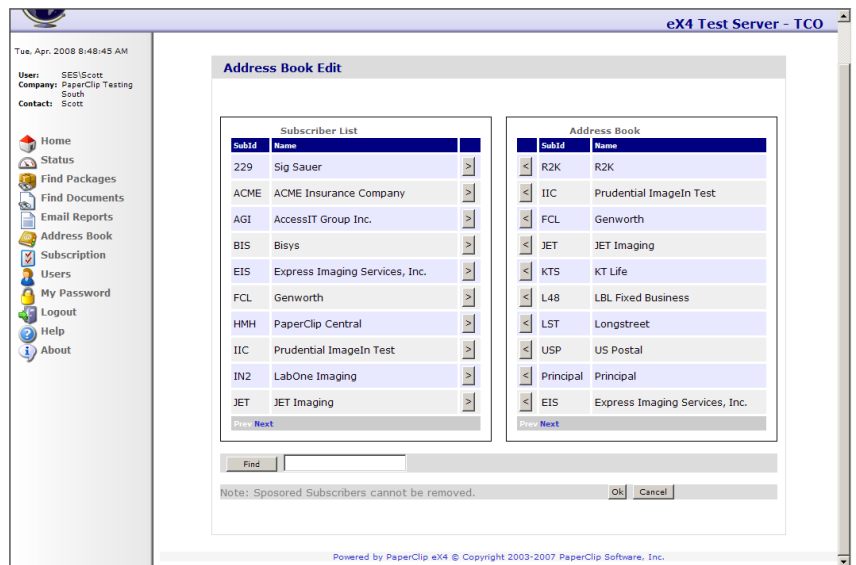 eX4 Test Server - TCO
Tue, Apr. 2008 8:48:45 AM
User: SES\Scott
Company: PaperClip Testing
South
Contact: Scott
Home
Status
Find Packages
Find Documents
Email Reports
Address Book
Subscription
Users
My Password
Logout
Help
About
Address Book Edit
Subscriber List
SubId Name
229 Sig Sauer >
ACME ACME Insurance Company >
AGI AccessIT Group Inc. >
BIS Bisys >
EIS Express Imaging Services, Inc. >
FCL Genworth >
HMH PaperClip Central >
IIC Prudential ImageIn Test >
IN2 LabOne Imaging >
JET JET Imaging >
Prev Next
Address Book
SubId Name
< R2K R2K
< IIC Prudential ImageIn Test
< FCL Genworth
< JET JET Imaging
< KTS KT Life
< L48 LBL Fixed Business
< LST Longstreet
< USP US Postal
< Principal Principal
< EIS Express Imaging Services, Inc.
Prev Next
Find
Note: Sposored Subscribers cannot be removed.
Ok Cancel
Powered by PaperClip eX4 © Copyright 2003-2007 PaperClip Software, Inc.